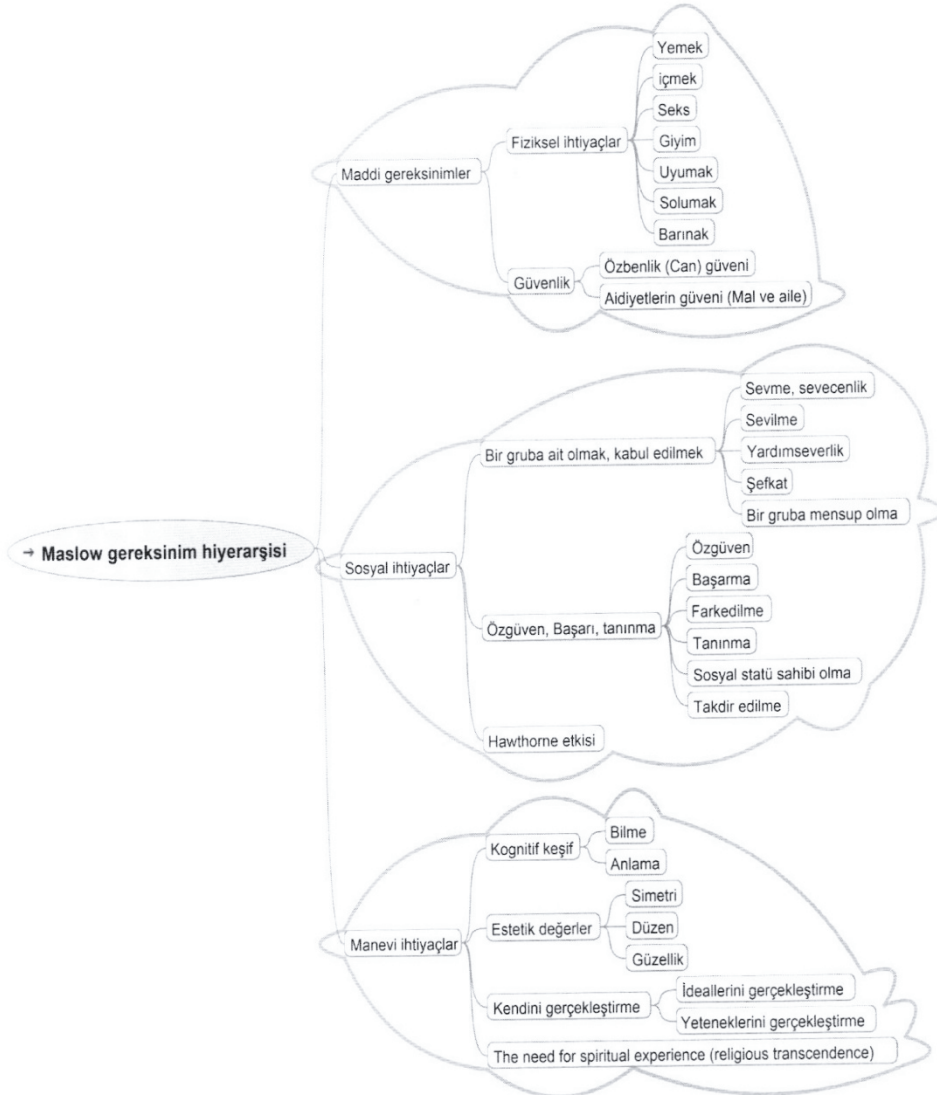 → Maslow gereksinim hiyerarşisi
Maddi gereksinimler
Fiziksel ihtiyaçlar
Yemek
içmek
Seks
Giyim
Uyumak
Solumak
Barınak
Güvenlik
Özbenlik (Can) güveni
Aidiyetlerin güveni (Mal ve aile)
Sosyal ihtiyaçlar
Bir gruba ait olmak, kabul edilmek
Sevme, sevecenlik
Sevilme
Yardımseverlik
Şefkat
Bir gruba mensup olma
Özgüven, Başarı, tanınma
Özgüven
Başarma
Farkedilme
Tanınma
Sosyal statü sahibi olma
Takdir edilme
Hawthorne etkisi
Manevi ihtiyaçlar
Kognitif keşif
Bilme
Anlama
Estetik değerler
Simetri
Düzen
Güzellik
Kendini gerçekleştirme
İdeallerini gerçekleştirme
Yeteneklerini gerçekleştirme
The need for spiritual experience (religious transcendence)